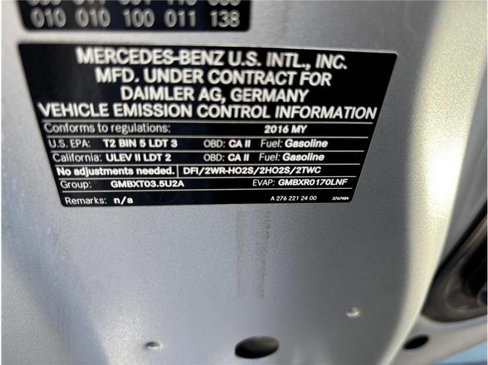 010 010 100 011 138
MERCEDES-BENZ U.S. INTL., INC.
MFD. UNDER CONTRACT FOR
DAIMLER AG, GERMANY
VEHICLE EMISSION CONTROL INFORMATION
Conforms to regulations: 2016 MY
U.S. EPA: T2 BIN 5 LDT 3 OBD: CA II Fuel: Gasoline
California: ULEV II LDT 2 OBD: CA II Fuel: Gasoline
No adjustments needed. DFI/2WR-HO2S/2HO2S/2TWC
Group: GMBXT03.5U2A EVAP: GMBXR0170LNF
Remarks: n/a A 276 221 24 00